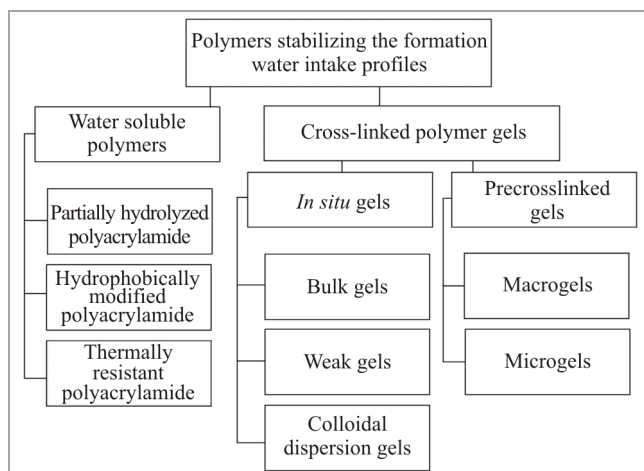 Polymers stabilizing the formation
water intake profiles
Water soluble
polymers
Partially hydrolyzed
polyacrylamide
Hydrophobically
modified
polyacrylamide
Thermally
resistant
polyacrylamide
Cross-linked polymer gels
In situ gels
Bulk gels
Weak gels
Colloidal
dispersion gels
Precrosslinked
gels
Macrogels
Microgels